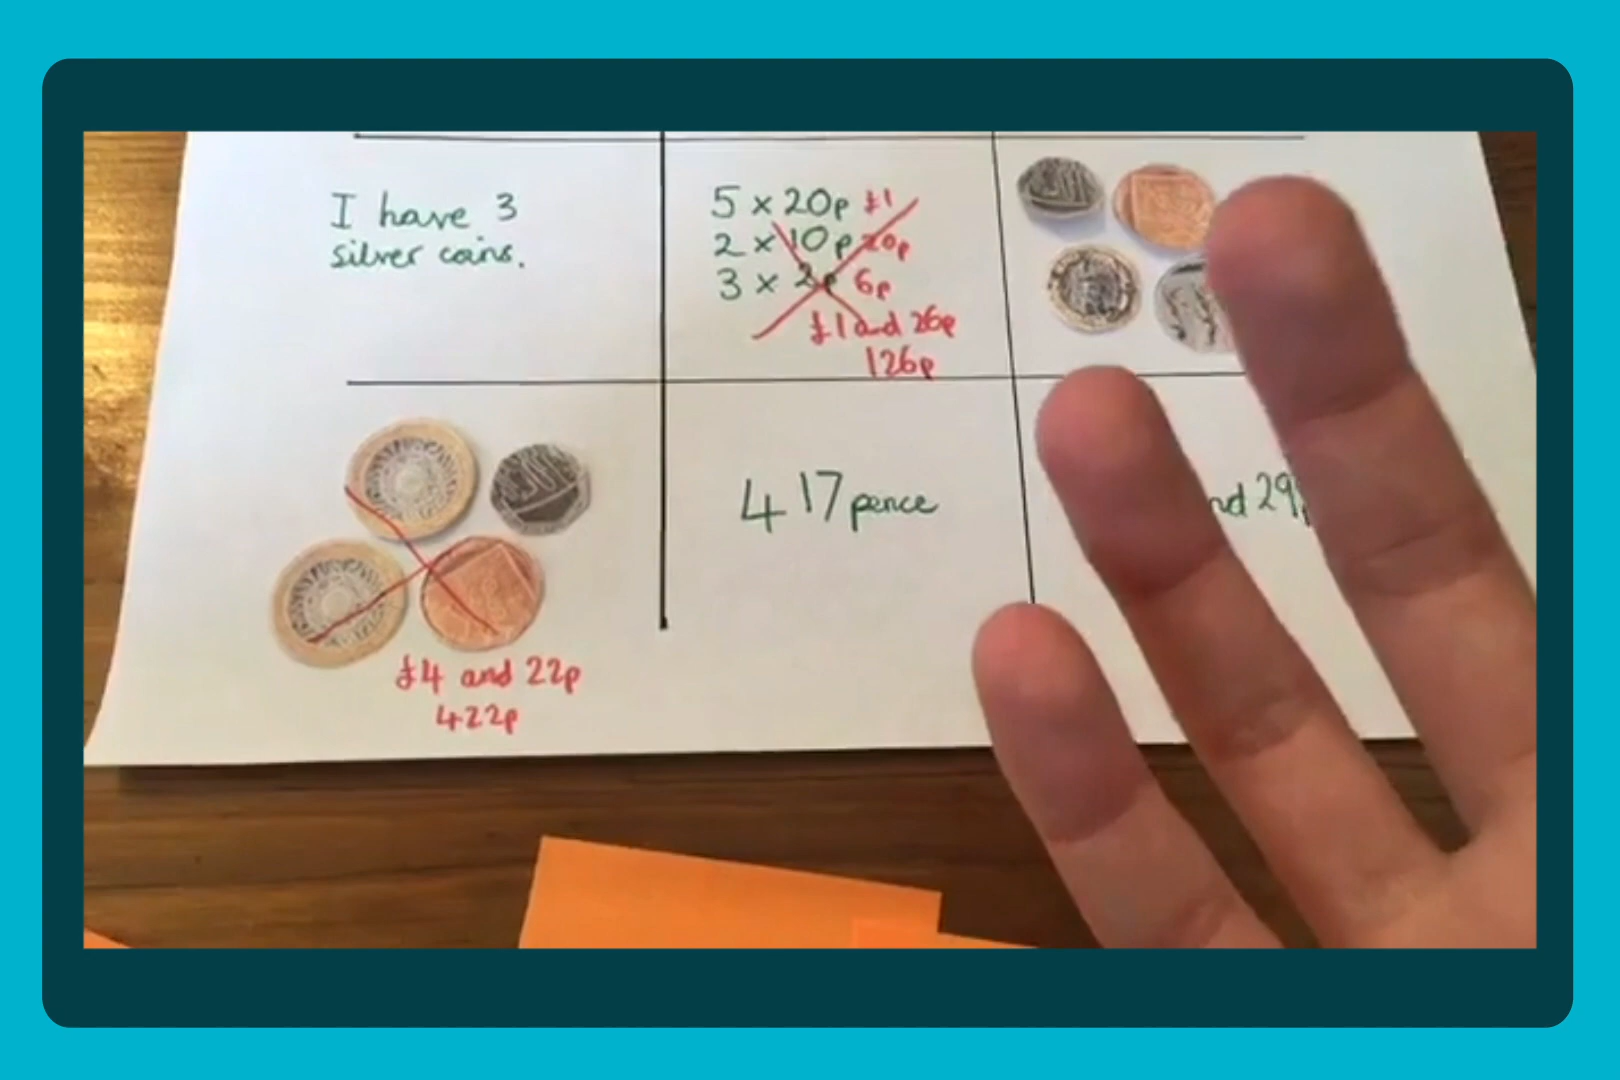 I have 3
silver coins.
5 x 20p £1
2 x 10p 20p
3 x 2p 6p
£1 and 26p
126p
417 pence
29
£4 and 22p
422p